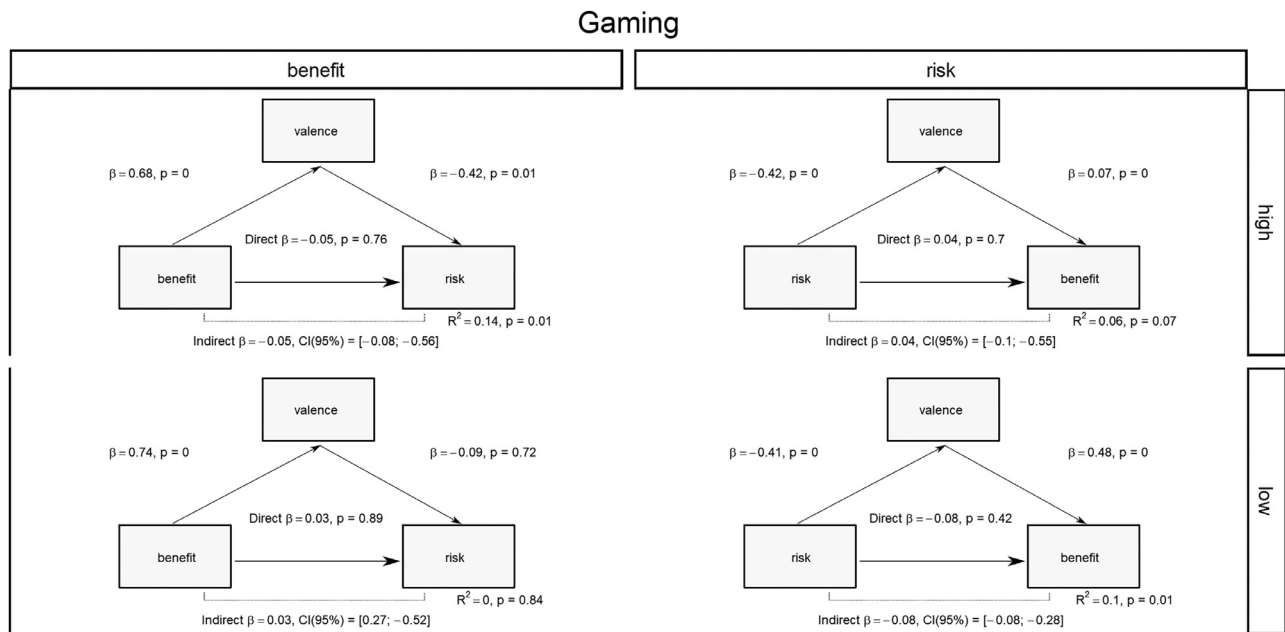 Gaming
benefit
risk
high
low
valence
β = 0.68, p = 0
β = −0.42, p = 0.01
Direct β = −0.05, p = 0.76
benefit
risk
R² = 0.14, p = 0.01
Indirect β = −0.05, CI(95%) = [−0.08; −0.56]
valence
β = −0.42, p = 0
β = 0.07, p = 0
Direct β = 0.04, p = 0.7
risk
benefit
R² = 0.06, p = 0.07
Indirect β = 0.04, CI(95%) = [−0.1; −0.55]
valence
β = 0.74, p = 0
β = −0.09, p = 0.72
Direct β = 0.03, p = 0.89
benefit
risk
R² = 0, p = 0.84
Indirect β = 0.03, CI(95%) = [0.27; −0.52]
valence
β = −0.41, p = 0
β = 0.48, p = 0
Direct β = −0.08, p = 0.42
risk
benefit
R² = 0.1, p = 0.01
Indirect β = −0.08, CI(95%) = [−0.08; −0.28]